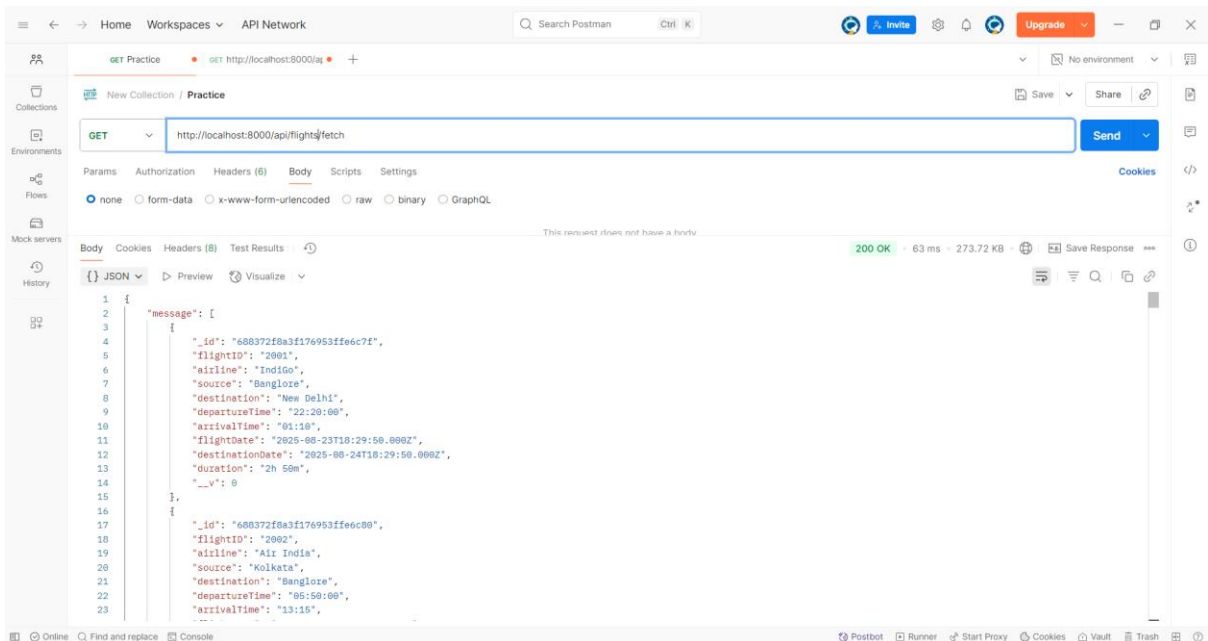 Home Workspaces API Network Search Postman Ctrl K Invite Upgrade
GET Practice GET http://localhost:8000/ap No environment
HTTP New Collection / Practice Save Share
GET http://localhost:8000/api/flights/fetch Send
Params Authorization Headers (6) Body Scripts Settings Cookies
none form-data x-www-form-urlencoded raw binary GraphQL
This request does not have a body
Body Cookies Headers (8) Test Results 200 OK 63 ms 273.72 KB Save Response
{} JSON Preview Visualize
Collections
Environments
Flows
Mock servers
History
1 {
2 "message": [
3 {
4 "_id": "688372f8a3f176953ffe6c7f",
5 "flightID": "2001",
6 "airline": "IndiGo",
7 "source": "Banglore",
8 "destination": "New Delhi",
9 "departureTime": "22:20:00",
10 "arrivalTime": "01:10",
11 "flightDate": "2025-08-23T18:29:50.000Z",
12 "destinationDate": "2025-08-24T18:29:50.000Z",
13 "duration": "2h 50m",
14 "__v": 0
15 },
16 {
17 "_id": "688372f8a3f176953ffe6c80",
18 "flightID": "2002",
19 "airline": "Air India",
20 "source": "Kolkata",
21 "destination": "Banglore",
22 "departureTime": "05:50:00",
23 "arrivalTime": "13:15",
Online Find and replace Console Postbot Runner Start Proxy Cookies Vault Trash